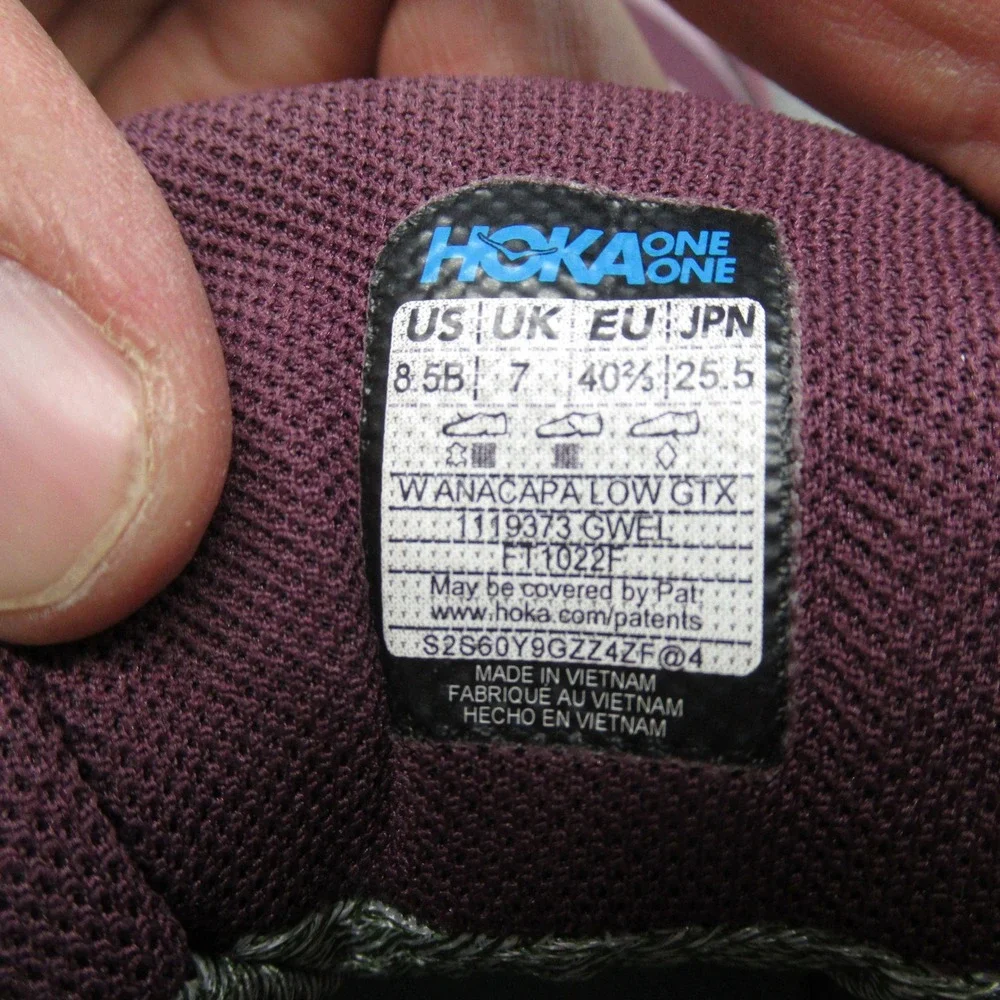 HOKA ONE ONE
US UK EU JPN
8.5B 7 40⅔ 25.5
W ANACAPA LOW GTX
1119373 GWEL
FT1022F
May be covered by Pat:
www.hoka.com/patents
S2S60Y9GZZ4ZF@4
MADE IN VIETNAM
FABRIQUE AU VIETNAM
HECHO EN VIETNAM